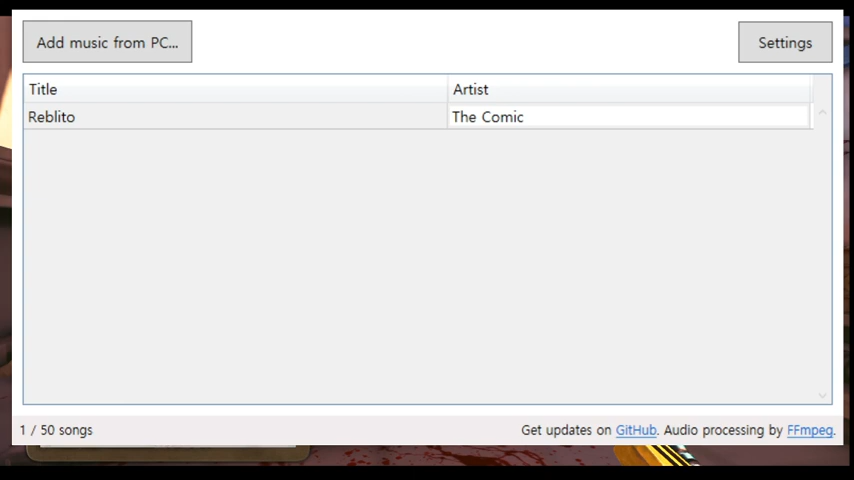 Add music from PC...
Settings
Title Artist
Reblito The Comic
1 / 50 songs
Get updates on GitHub. Audio processing by FFmpeg.